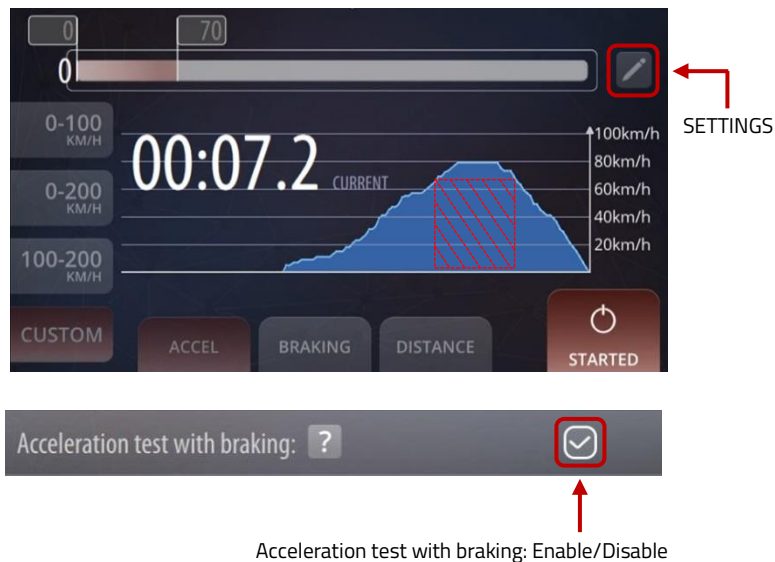 0 70
0
SETTINGS
0-100
KM/H
0-200
KM/H
100-200
KM/H
CUSTOM
00:07.2 CURRENT
100km/h
80km/h
60km/h
40km/h
20km/h
ACCEL BRAKING DISTANCE
STARTED
Acceleration test with braking: ?
Acceleration test with braking: Enable/Disable